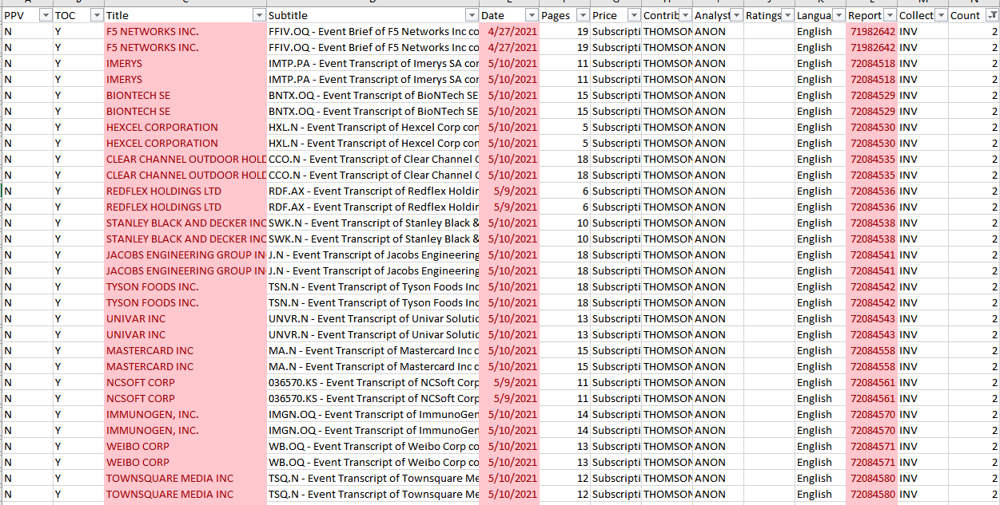 PPV TOC Title Subtitle Date Pages Price Contrib Analyst Ratings Langua Report Collect Count
N Y F5 NETWORKS INC. FFIV.OQ - Event Brief of F5 Networks Inc co 4/27/2021 19 Subscripti THOMSON ANON English 71982642 INV 2
N Y F5 NETWORKS INC. FFIV.OQ - Event Brief of F5 Networks Inc co 4/27/2021 19 Subscripti THOMSON ANON English 71982642 INV 2
N Y IMERYS IMTP.PA - Event Transcript of Imerys SA con 5/10/2021 11 Subscripti THOMSON ANON English 72084518 INV 2
N Y IMERYS IMTP.PA - Event Transcript of Imerys SA con 5/10/2021 11 Subscripti THOMSON ANON English 72084518 INV 2
N Y BIONTECH SE BNTX.OQ - Event Transcript of BioNTech SE 5/10/2021 15 Subscripti THOMSON ANON English 72084529 INV 2
N Y BIONTECH SE BNTX.OQ - Event Transcript of BioNTech SE 5/10/2021 15 Subscripti THOMSON ANON English 72084529 INV 2
N Y HEXCEL CORPORATION HXL.N - Event Transcript of Hexcel Corp con 5/10/2021 5 Subscripti THOMSON ANON English 72084530 INV 2
N Y HEXCEL CORPORATION HXL.N - Event Transcript of Hexcel Corp con 5/10/2021 5 Subscripti THOMSON ANON English 72084530 INV 2
N Y CLEAR CHANNEL OUTDOOR HOLD CCO.N - Event Transcript of Clear Channel C 5/10/2021 18 Subscripti THOMSON ANON English 72084535 INV 2
N Y CLEAR CHANNEL OUTDOOR HOLD CCO.N - Event Transcript of Clear Channel C 5/10/2021 18 Subscripti THOMSON ANON English 72084535 INV 2
N Y REDFLEX HOLDINGS LTD RDF.AX - Event Transcript of Redflex Holdin 5/9/2021 6 Subscripti THOMSON ANON English 72084536 INV 2
N Y REDFLEX HOLDINGS LTD RDF.AX - Event Transcript of Redflex Holdin 5/9/2021 6 Subscripti THOMSON ANON English 72084536 INV 2
N Y STANLEY BLACK AND DECKER INC SWK.N - Event Transcript of Stanley Black & 5/10/2021 10 Subscripti THOMSON ANON English 72084538 INV 2
N Y STANLEY BLACK AND DECKER INC SWK.N - Event Transcript of Stanley Black & 5/10/2021 10 Subscripti THOMSON ANON English 72084538 INV 2
N Y JACOBS ENGINEERING GROUP IN J.N - Event Transcript of Jacobs Engineering 5/10/2021 18 Subscripti THOMSON ANON English 72084541 INV 2
N Y JACOBS ENGINEERING GROUP IN J.N - Event Transcript of Jacobs Engineering 5/10/2021 18 Subscripti THOMSON ANON English 72084541 INV 2
N Y TYSON FOODS INC. TSN.N - Event Transcript of Tyson Foods Inc 5/10/2021 18 Subscripti THOMSON ANON English 72084542 INV 2
N Y TYSON FOODS INC. TSN.N - Event Transcript of Tyson Foods Inc 5/10/2021 18 Subscripti THOMSON ANON English 72084542 INV 2
N Y UNIVAR INC UNVR.N - Event Transcript of Univar Solutic 5/10/2021 13 Subscripti THOMSON ANON English 72084543 INV 2
N Y UNIVAR INC UNVR.N - Event Transcript of Univar Solutic 5/10/2021 13 Subscripti THOMSON ANON English 72084543 INV 2
N Y MASTERCARD INC MA.N - Event Transcript of Mastercard Inc c 5/10/2021 15 Subscripti THOMSON ANON English 72084558 INV 2
N Y MASTERCARD INC MA.N - Event Transcript of Mastercard Inc c 5/10/2021 15 Subscripti THOMSON ANON English 72084558 INV 2
N Y NCSOFT CORP 036570.KS - Event Transcript of NCSoft Corp 5/9/2021 11 Subscripti THOMSON ANON English 72084561 INV 2
N Y NCSOFT CORP 036570.KS - Event Transcript of NCSoft Corp 5/9/2021 11 Subscripti THOMSON ANON English 72084561 INV 2
N Y IMMUNOGEN, INC. IMGN.OQ - Event Transcript of ImmunoGen 5/10/2021 14 Subscripti THOMSON ANON English 72084570 INV 2
N Y IMMUNOGEN, INC. IMGN.OQ - Event Transcript of ImmunoGen 5/10/2021 14 Subscripti THOMSON ANON English 72084570 INV 2
N Y WEIBO CORP WB.OQ - Event Transcript of Weibo Corp co 5/10/2021 13 Subscripti THOMSON ANON English 72084571 INV 2
N Y WEIBO CORP WB.OQ - Event Transcript of Weibo Corp co 5/10/2021 13 Subscripti THOMSON ANON English 72084571 INV 2
N Y TOWNSQUARE MEDIA INC TSQ.N - Event Transcript of Townsquare Me 5/10/2021 12 Subscripti THOMSON ANON English 72084580 INV 2
N Y TOWNSQUARE MEDIA INC TSQ.N - Event Transcript of Townsquare Me 5/10/2021 12 Subscripti THOMSON ANON English 72084580 INV 2